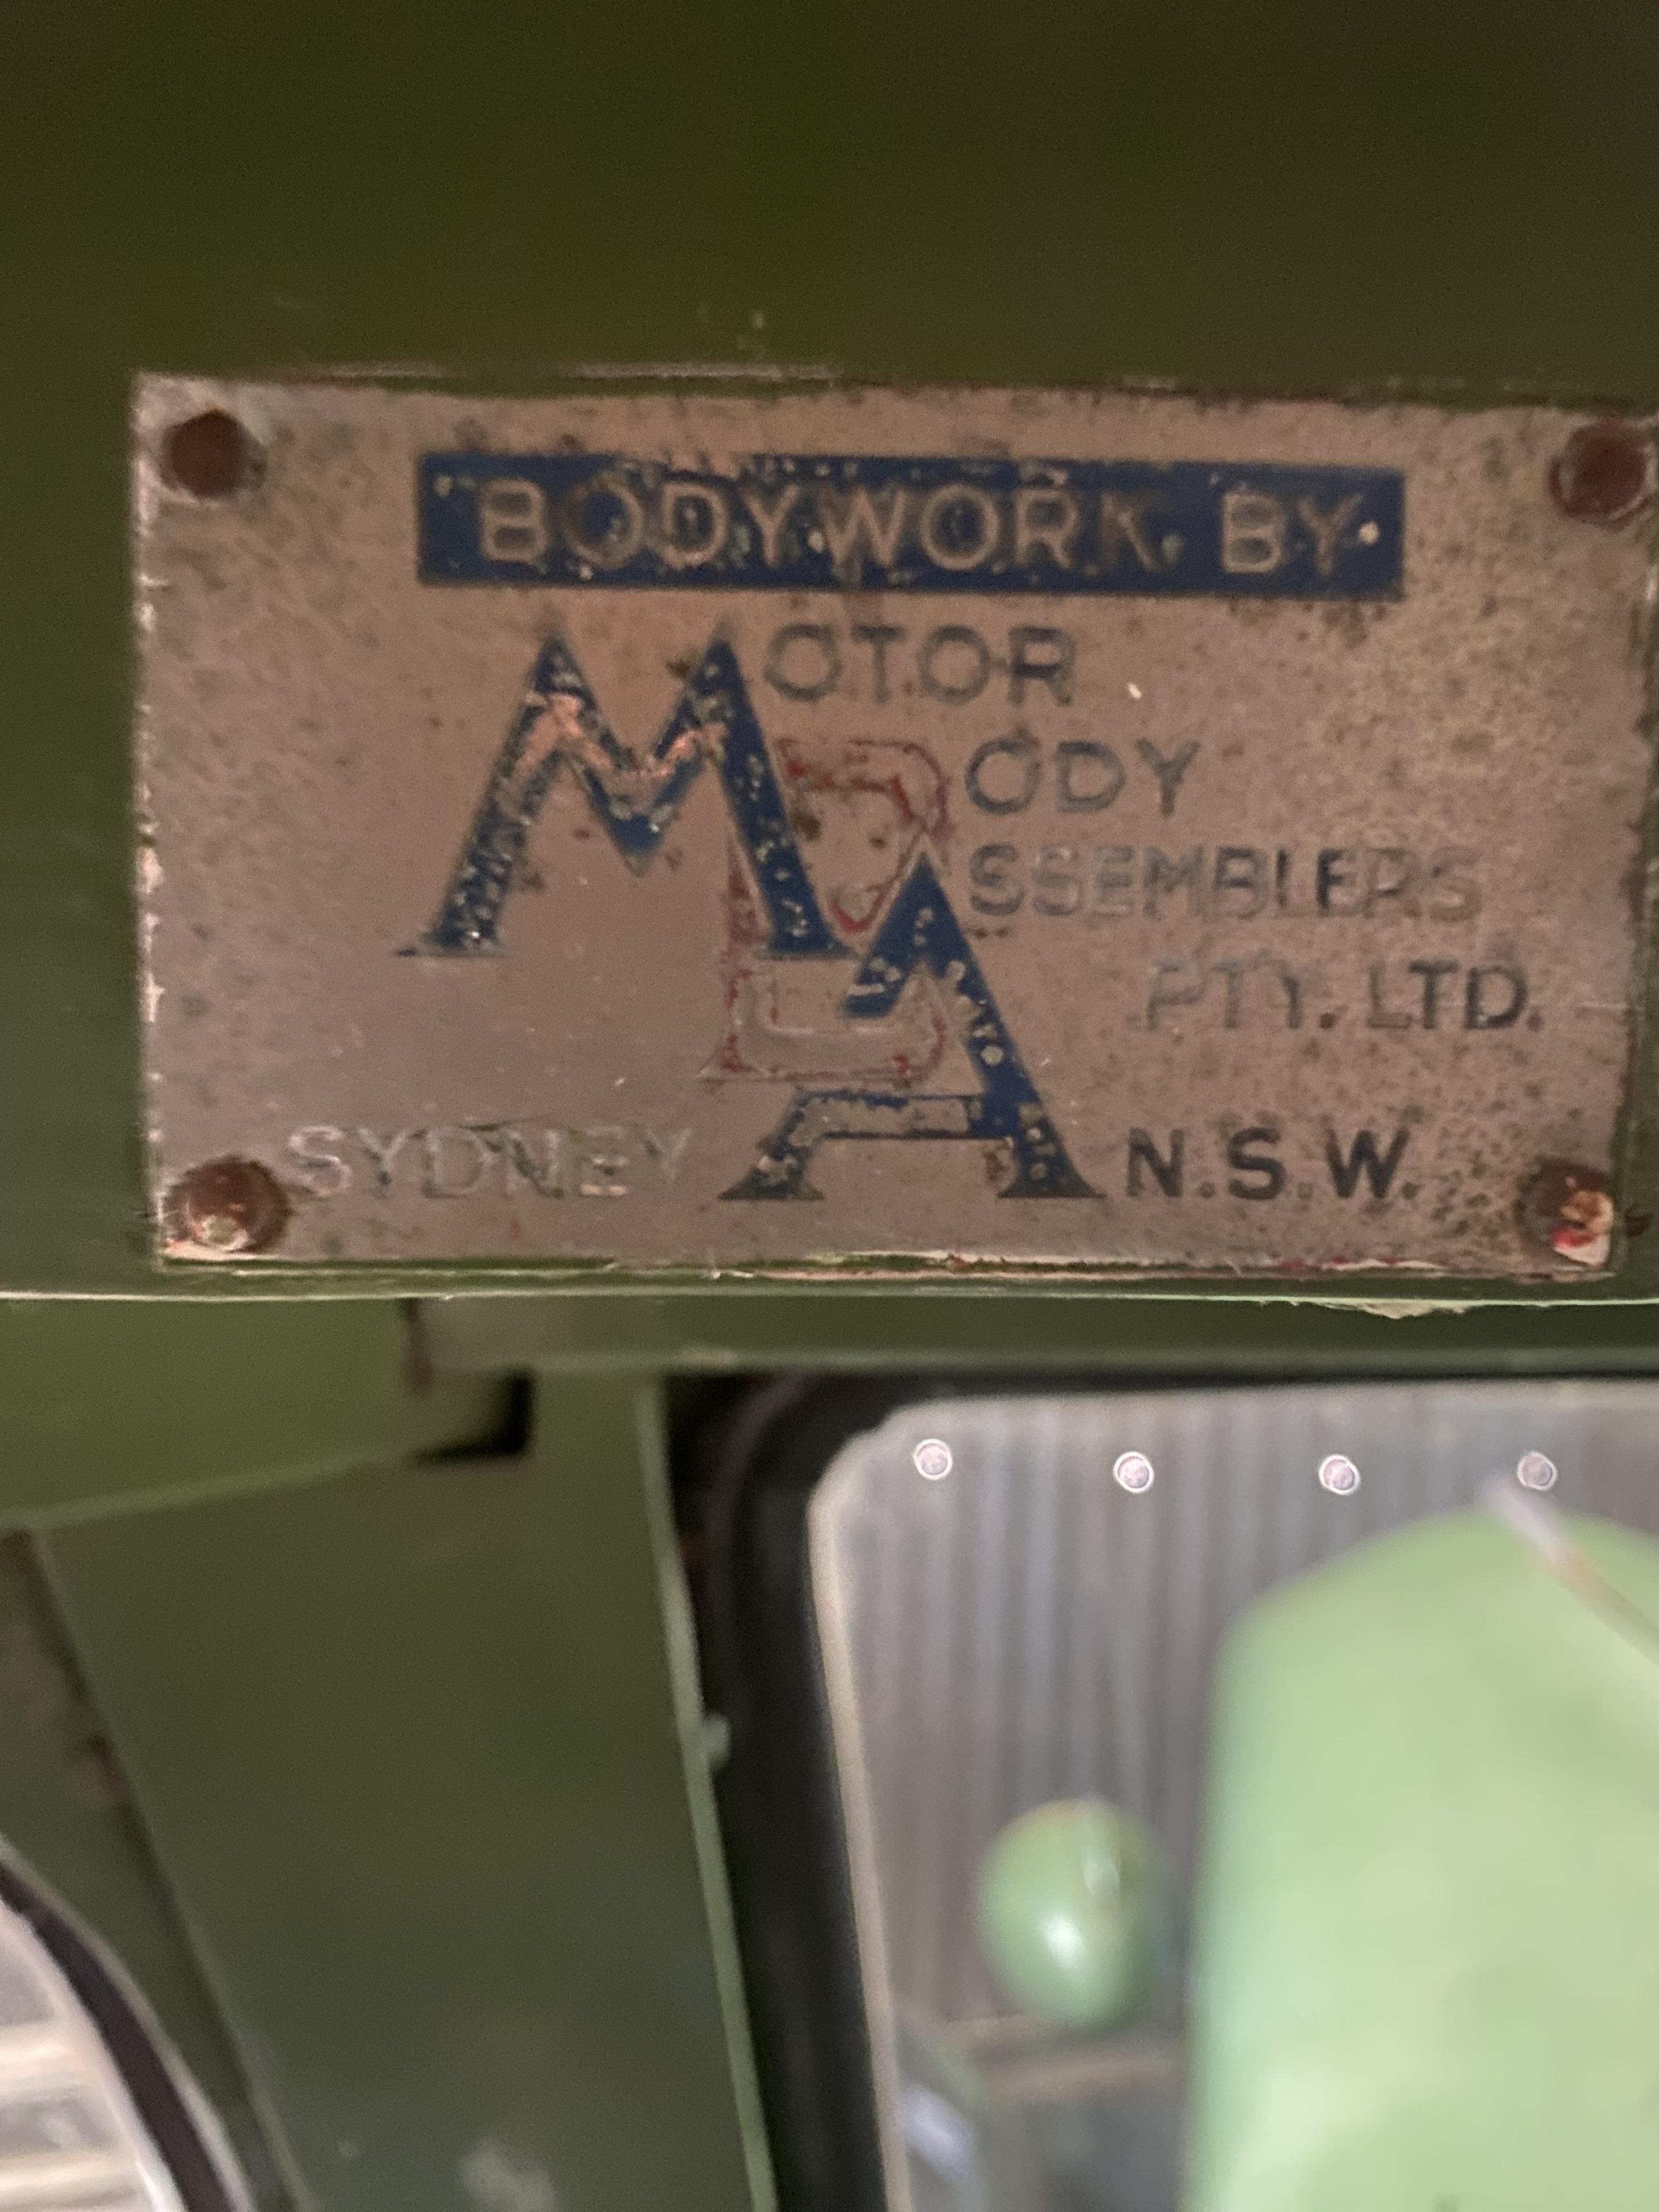 BODYWORK BY
MOTOR
BODY
ASSEMBLERS
PTY. LTD.
SYDNEY N.S.W.